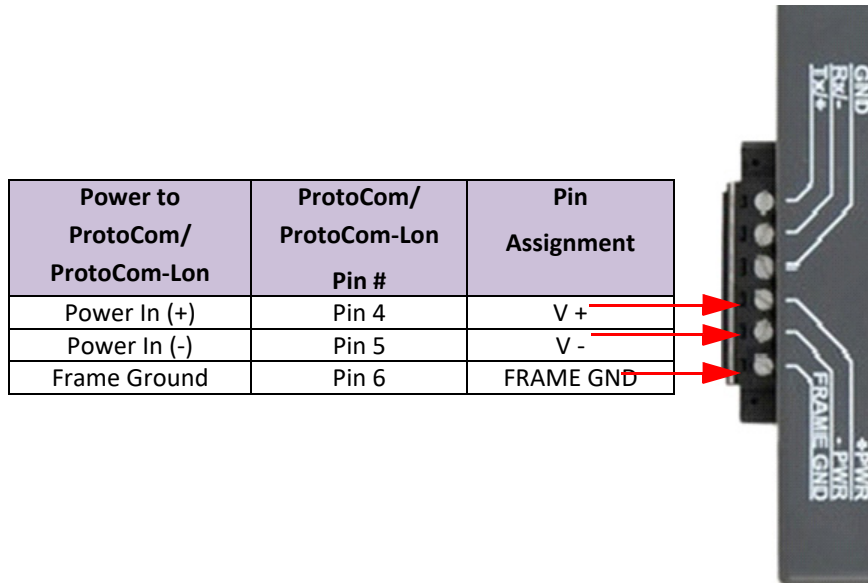 Power to
ProtoCom/
ProtoCom-Lon
ProtoCom/
ProtoCom-Lon
Pin #
Pin
Assignment
Power In (+)
Pin 4
V +
Power In (-)
Pin 5
V -
Frame Ground
Pin 6
FRAME GND
Tx/+
Rx/-
GND
FRAME GND
- PWR
+PWR